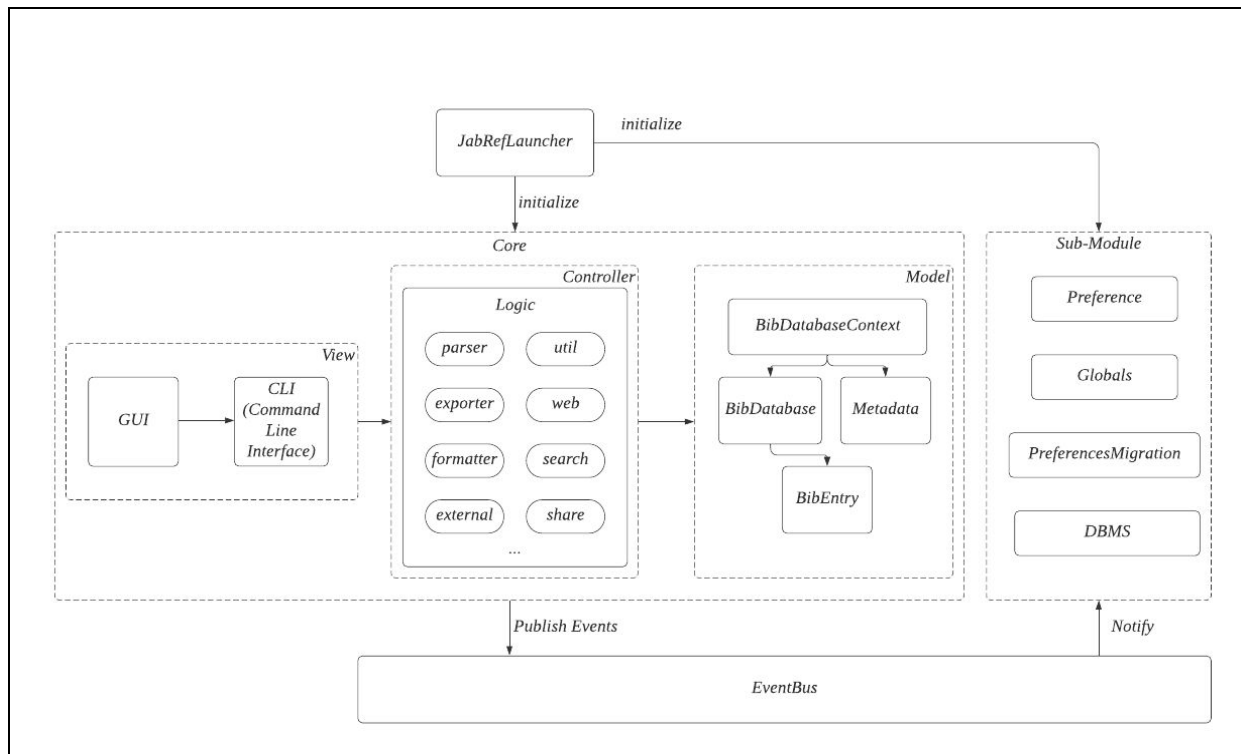 initialize
JabRefLauncher
initialize
Core
Sub-Module
Controller
Model
Logic
Preference
BibDatabaseContext
parser
util
View
CLI
(Command
Line
Interface)
GUI
Globals
exporter
web
BibDatabase
Metadata
formatter
search
PreferencesMigration
BibEntry
external
share
...
DBMS
Publish Events
Notify
EventBus